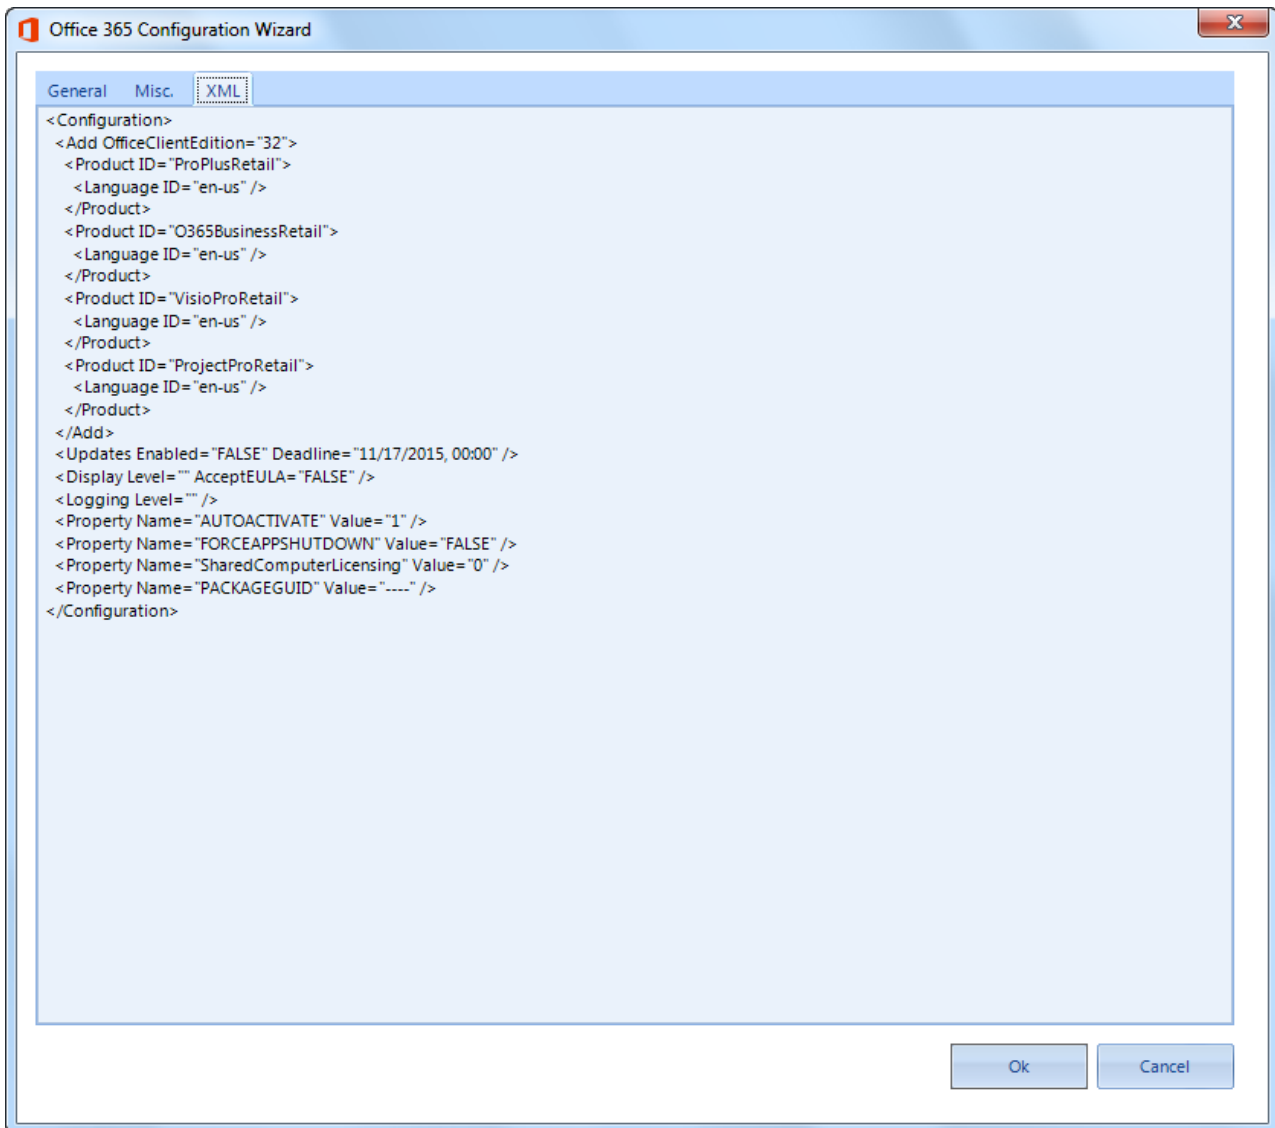 Office 365 Configuration Wizard
General Misc. XML
<Configuration>
<Add OfficeClientEdition="32">
<Product ID="ProPlusRetail">
<Language ID="en-us" />
</Product>
<Product ID="O365BusinessRetail">
<Language ID="en-us" />
</Product>
<Product ID="VisioProRetail">
<Language ID="en-us" />
</Product>
<Product ID="ProjectProRetail">
<Language ID="en-us" />
</Product>
</Add>
<Updates Enabled="FALSE" Deadline="11/17/2015, 00:00" />
<Display Level="" AcceptEULA="FALSE" />
<Logging Level="" />
<Property Name="AUTOACTIVATE" Value="1" />
<Property Name="FORCEAPPSHUTDOWN" Value="FALSE" />
<Property Name="SharedComputerLicensing" Value="0" />
<Property Name="PACKAGEGUID" Value="----" />
</Configuration>
Ok Cancel